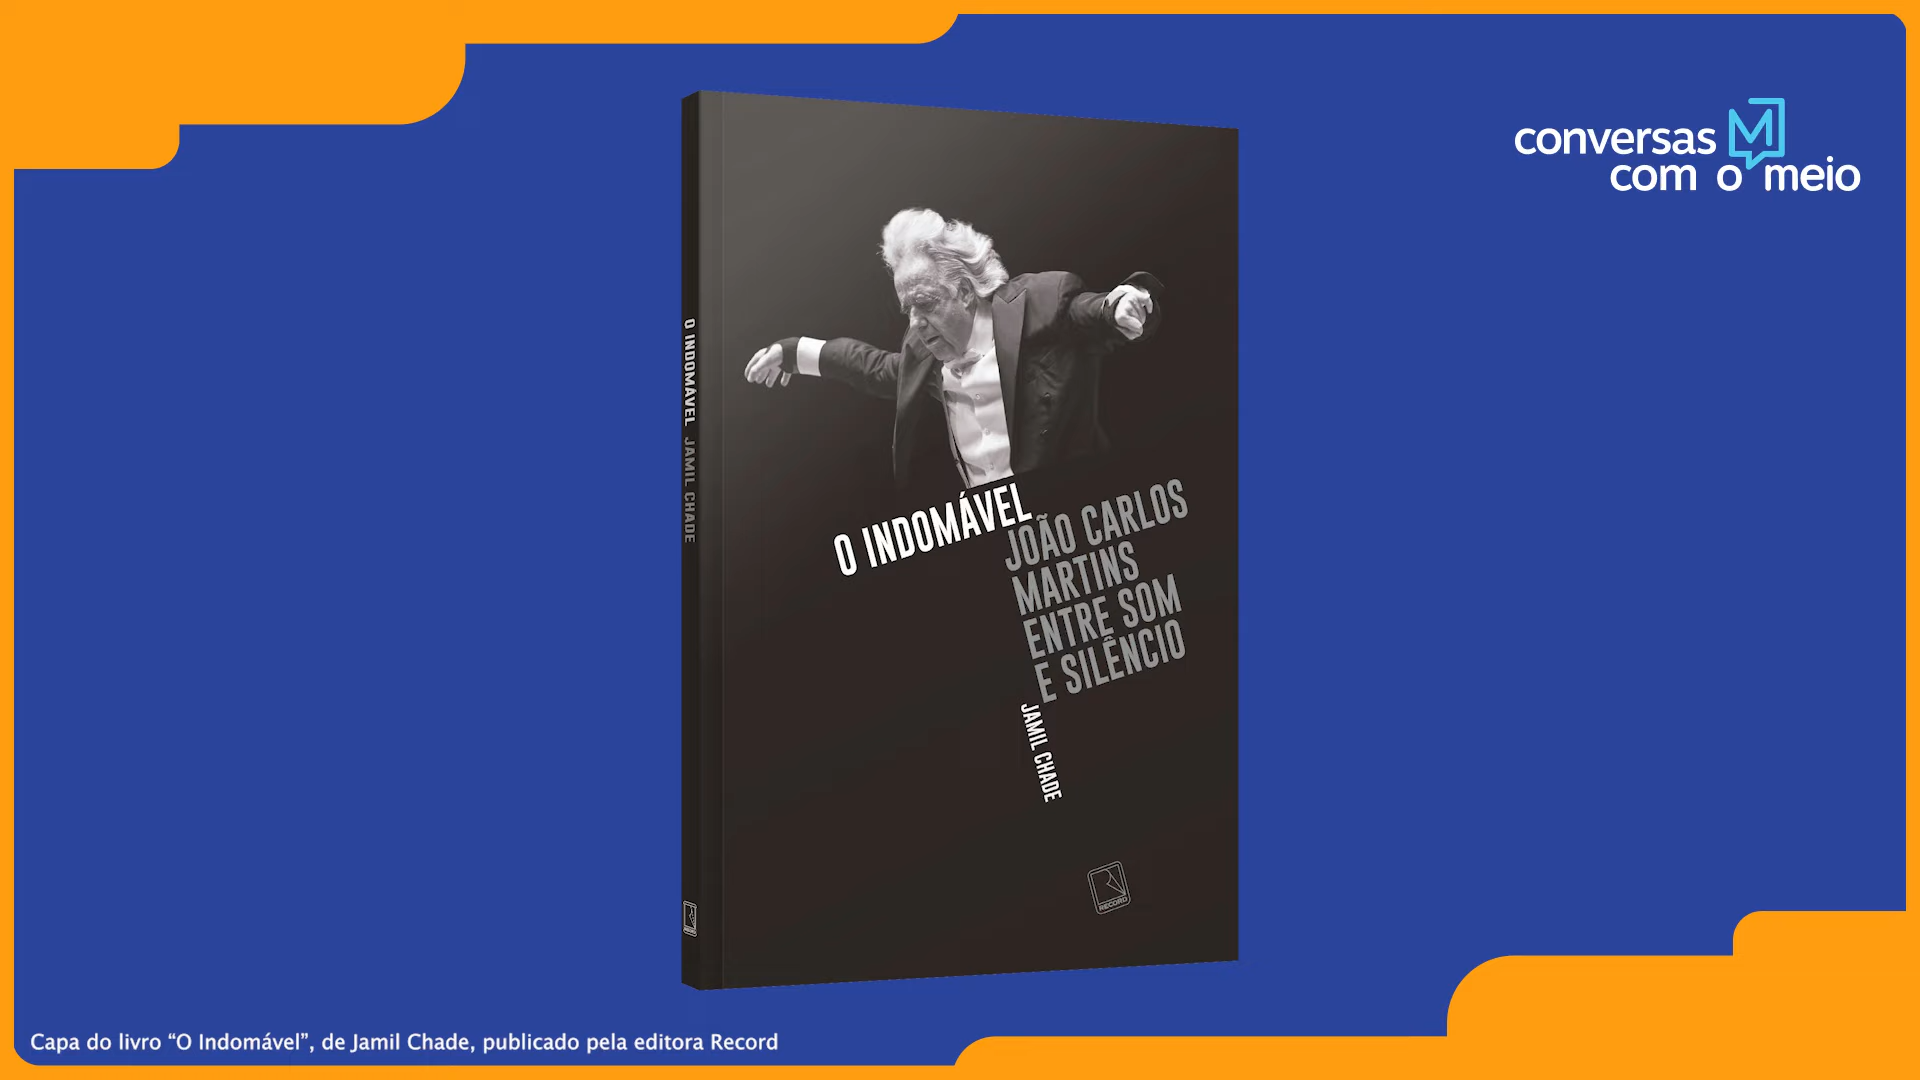 conversas
com o meio
O INDOMÁVEL JAMIL CHADE
O INDOMÁVEL
JOÃO CARLOS
MARTINS
ENTRE SOM
E SILÊNCIO
JAMIL CHADE
RECORD
Capa do livro “O Indomável”, de Jamil Chade, publicado pela editora Record